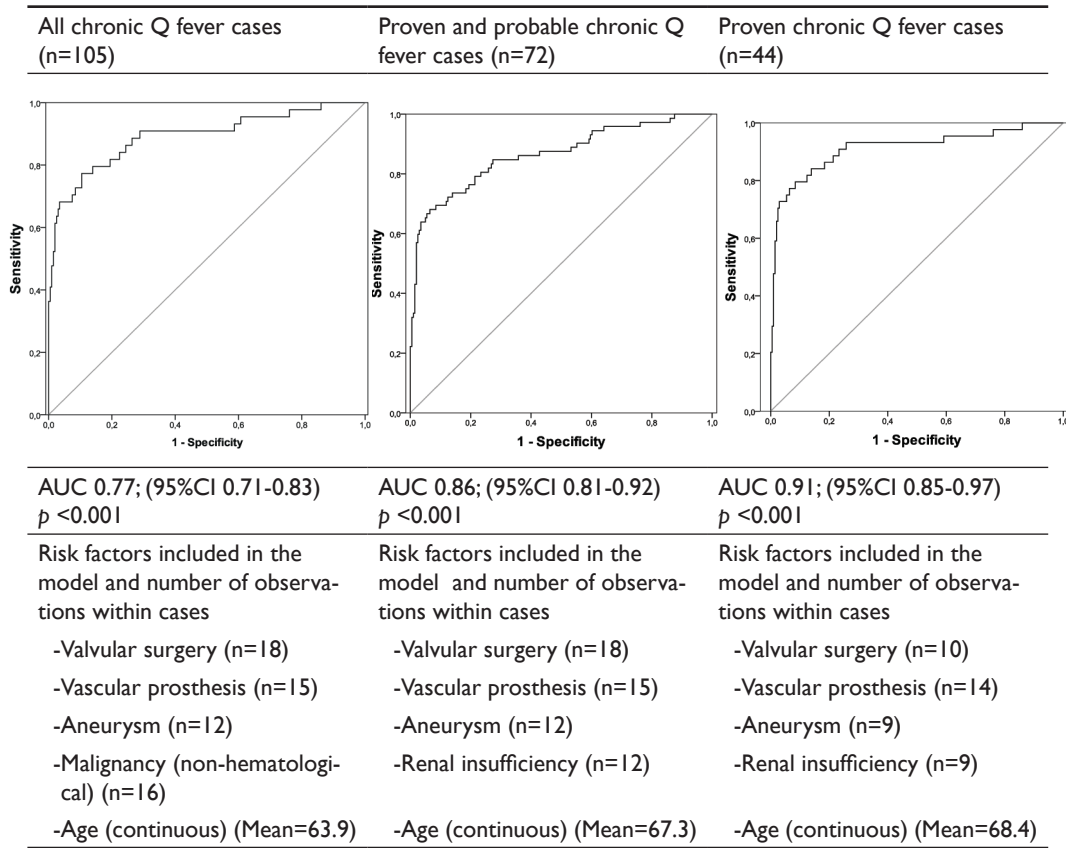 All chronic Q fever cases
(n=105)
Proven and probable chronic Q
fever cases (n=72)
Proven chronic Q fever cases
(n=44)
Sensitivity
1,0
0,8
0,6
0,4
0,2
0,0
0,0 0,2 0,4 0,6 0,8 1,0
1 - Specificity
Sensitivity
1,0
0,8
0,6
0,4
0,2
0,0
0,0 0,2 0,4 0,6 0,8 1,0
1 - Specificity
Sensitivity
1,0
0,8
0,6
0,4
0,2
0,0
0,0 0,2 0,4 0,6 0,8 1,0
1 - Specificity
AUC 0.77; (95%CI 0.71-0.83)
p <0.001
AUC 0.86; (95%CI 0.81-0.92)
p <0.001
AUC 0.91; (95%CI 0.85-0.97)
p <0.001
Risk factors included in the
model and number of observa-
tions within cases
-Valvular surgery (n=18)
-Vascular prosthesis (n=15)
-Aneurysm (n=12)
-Malignancy (non-hematologi-
cal) (n=16)
-Age (continuous) (Mean=63.9)
Risk factors included in the
model and number of observa-
tions within cases
-Valvular surgery (n=18)
-Vascular prosthesis (n=15)
-Aneurysm (n=12)
-Renal insufficiency (n=12)
-Age (continuous) (Mean=67.3)
Risk factors included in the
model and number of observa-
tions within cases
-Valvular surgery (n=10)
-Vascular prosthesis (n=14)
-Aneurysm (n=9)
-Renal insufficiency (n=9)
-Age (continuous) (Mean=68.4)